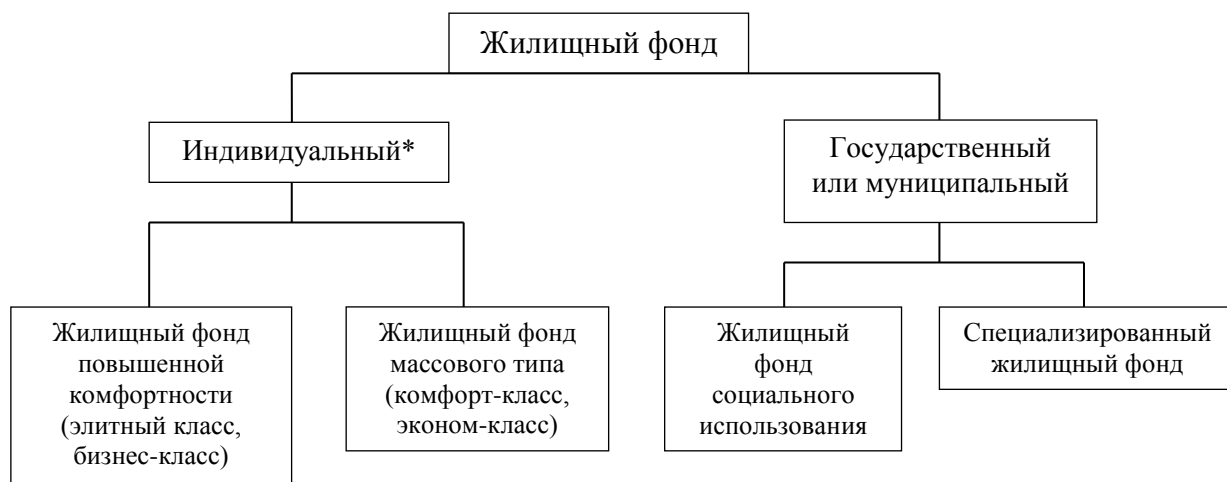 Жилищный фонд
Индивидуальный*
Государственный
или муниципальный
Жилищный фонд
повышенной
комфортности
(элитный класс,
бизнес-класс)
Жилищный фонд
массового типа
(комфорт-класс,
эконом-класс)
Жилищный
фонд
социального
использования
Специализированный
жилищный фонд